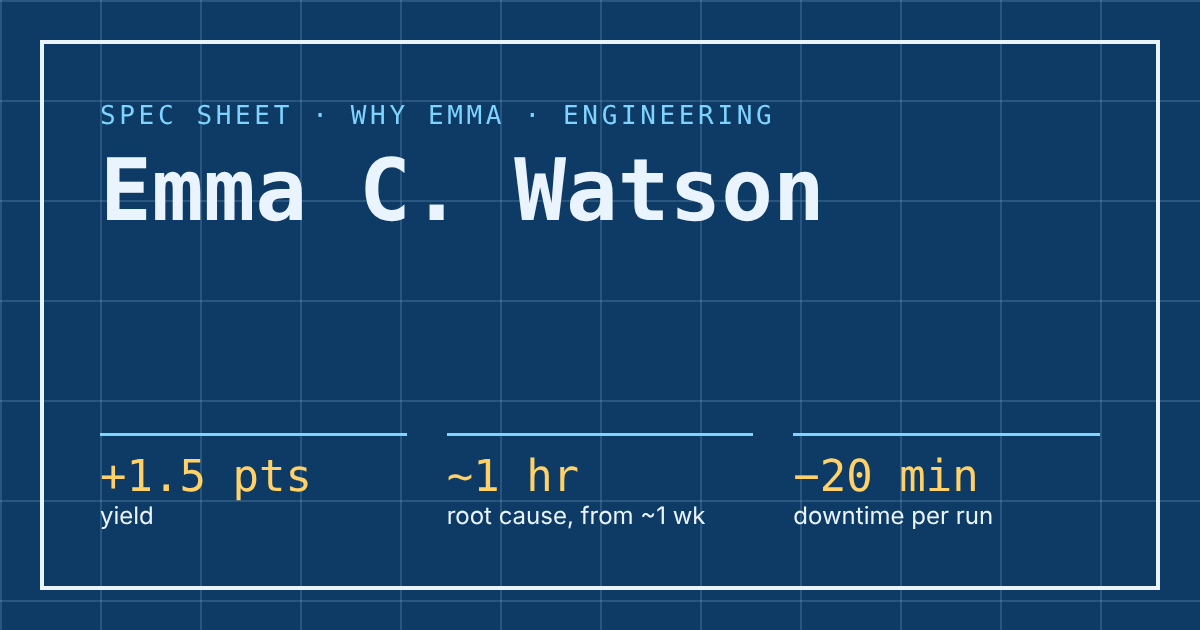 SPEC SHEET · WHY EMMA · ENGINEERING
Emma C. Watson
+1.5 pts
yield
~1 hr
root cause, from ~1 wk
−20 min
downtime per run